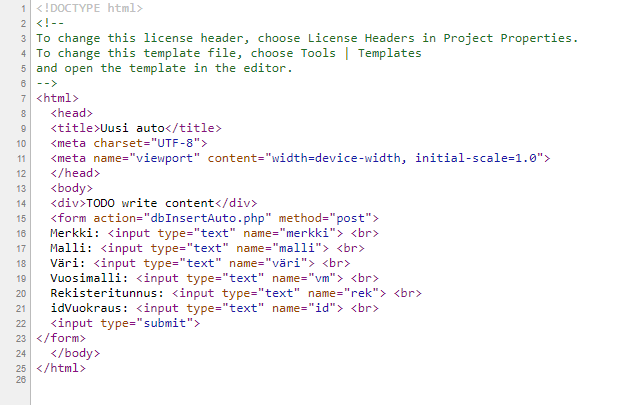 1 <!DOCTYPE html>
2 <!--
3 To change this license header, choose License Headers in Project Properties.
4 To change this template file, choose Tools | Templates
5 and open the template in the editor.
6 -->
7 <html>
8 <head>
9 <title>Uusi auto</title>
10 <meta charset="UTF-8">
11 <meta name="viewport" content="width=device-width, initial-scale=1.0">
12 </head>
13 <body>
14 <div>TODO write content</div>
15 <form action="dbInsertAuto.php" method="post">
16 Merkki: <input type="text" name="merkki"> <br>
17 Malli: <input type="text" name="malli"> <br>
18 Väri: <input type="text" name="väri"> <br>
19 Vuosimalli: <input type="text" name="vm"> <br>
20 Rekisteritunnus: <input type="text" name="rek"> <br>
21 idVuokraus: <input type="text" name="id"> <br>
22 <input type="submit">
23 </form>
24 </body>
25 </html>
26